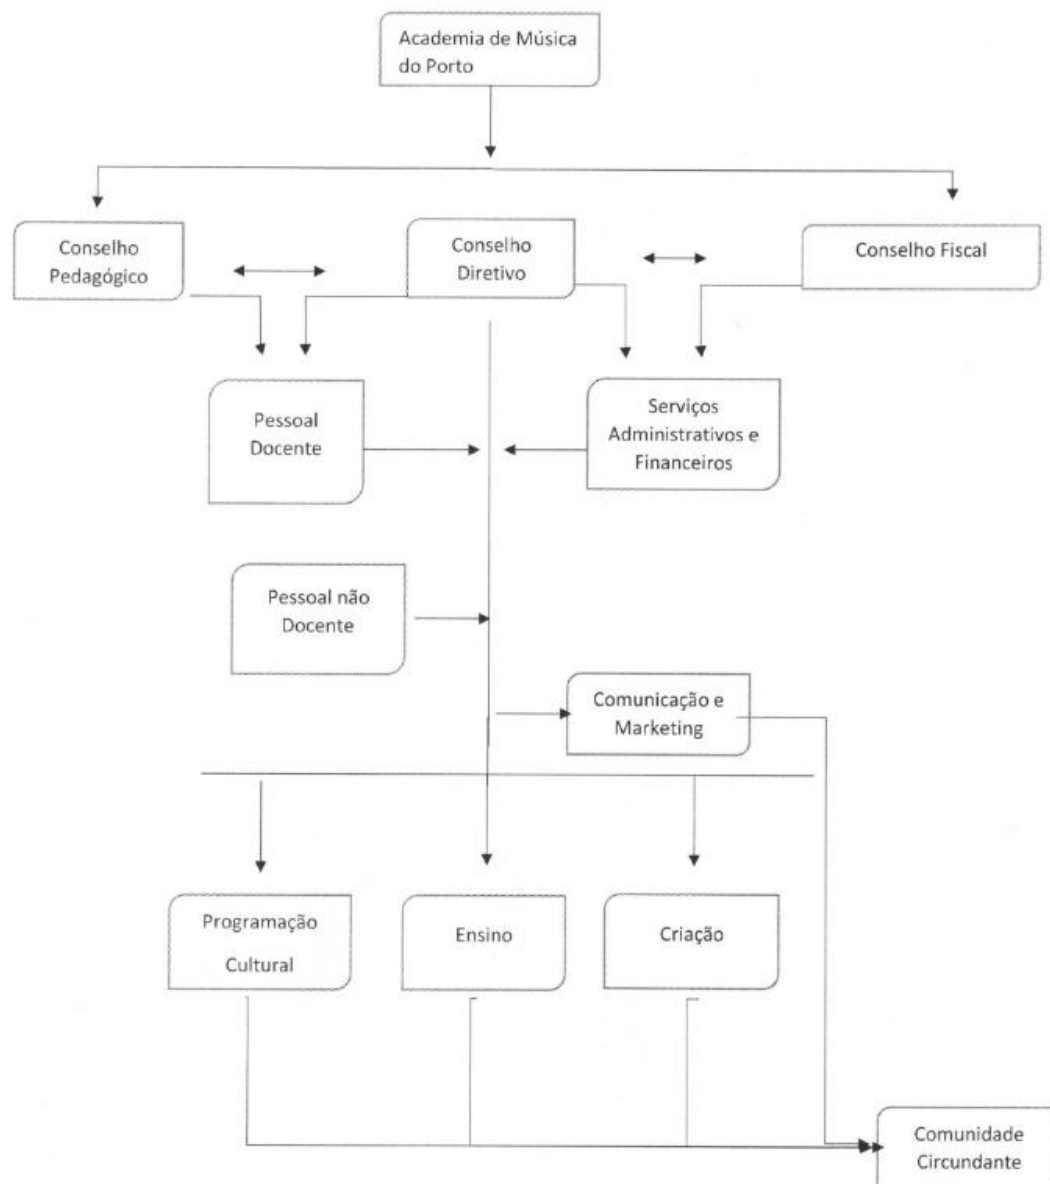 Academia de Música
do Porto
Conselho
Pedagógico
Conselho
Diretivo
Conselho Fiscal
Pessoal
Docente
Serviços
Administrativos e
Financeiros
Pessoal não
Docente
Comunicação e
Marketing
Programação
Cultural
Ensino
Criação
Comunidade
Circundante